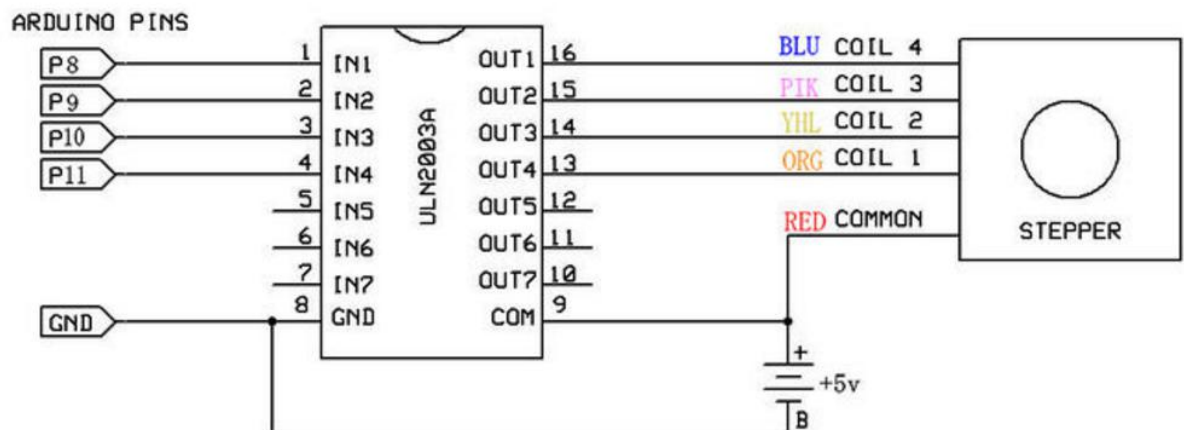 ARDUINO PINS
P8 1 IN1 OUT1 16 BLU COIL 4
P9 2 IN2 OUT2 15 PIK COIL 3
P10 3 IN3 OUT3 14 YHL COIL 2
P11 4 IN4 OUT4 13 ORG COIL 1
5 IN5 OUT5 12
6 IN6 OUT6 11
7 IN7 OUT7 10
GND 8 GND COM 9
ULN2003A
RED COMMON
STEPPER
+
+5v
B